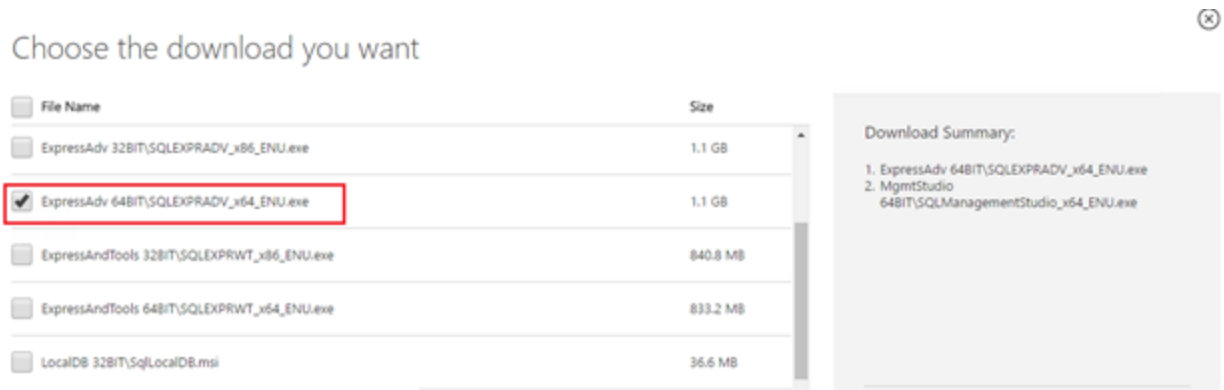 Choose the download you want
File Name Size
ExpressAdv 32BIT\SQLEXPRADV_x86_ENU.exe 1.1 GB
ExpressAdv 64BIT\SQLEXPRADV_x64_ENU.exe 1.1 GB
ExpressAndTools 32BIT\SQLEXPRWT_x86_ENU.exe 840.8 MB
ExpressAndTools 64BIT\SQLEXPRWT_x64_ENU.exe 833.2 MB
LocalDB 32BIT\SqlLocalDB.msi 36.6 MB
Download Summary:
1. ExpressAdv 64BIT\SQLEXPRADV_x64_ENU.exe
2. MgmtStudio
64BIT\SQLManagementStudio_x64_ENU.exe